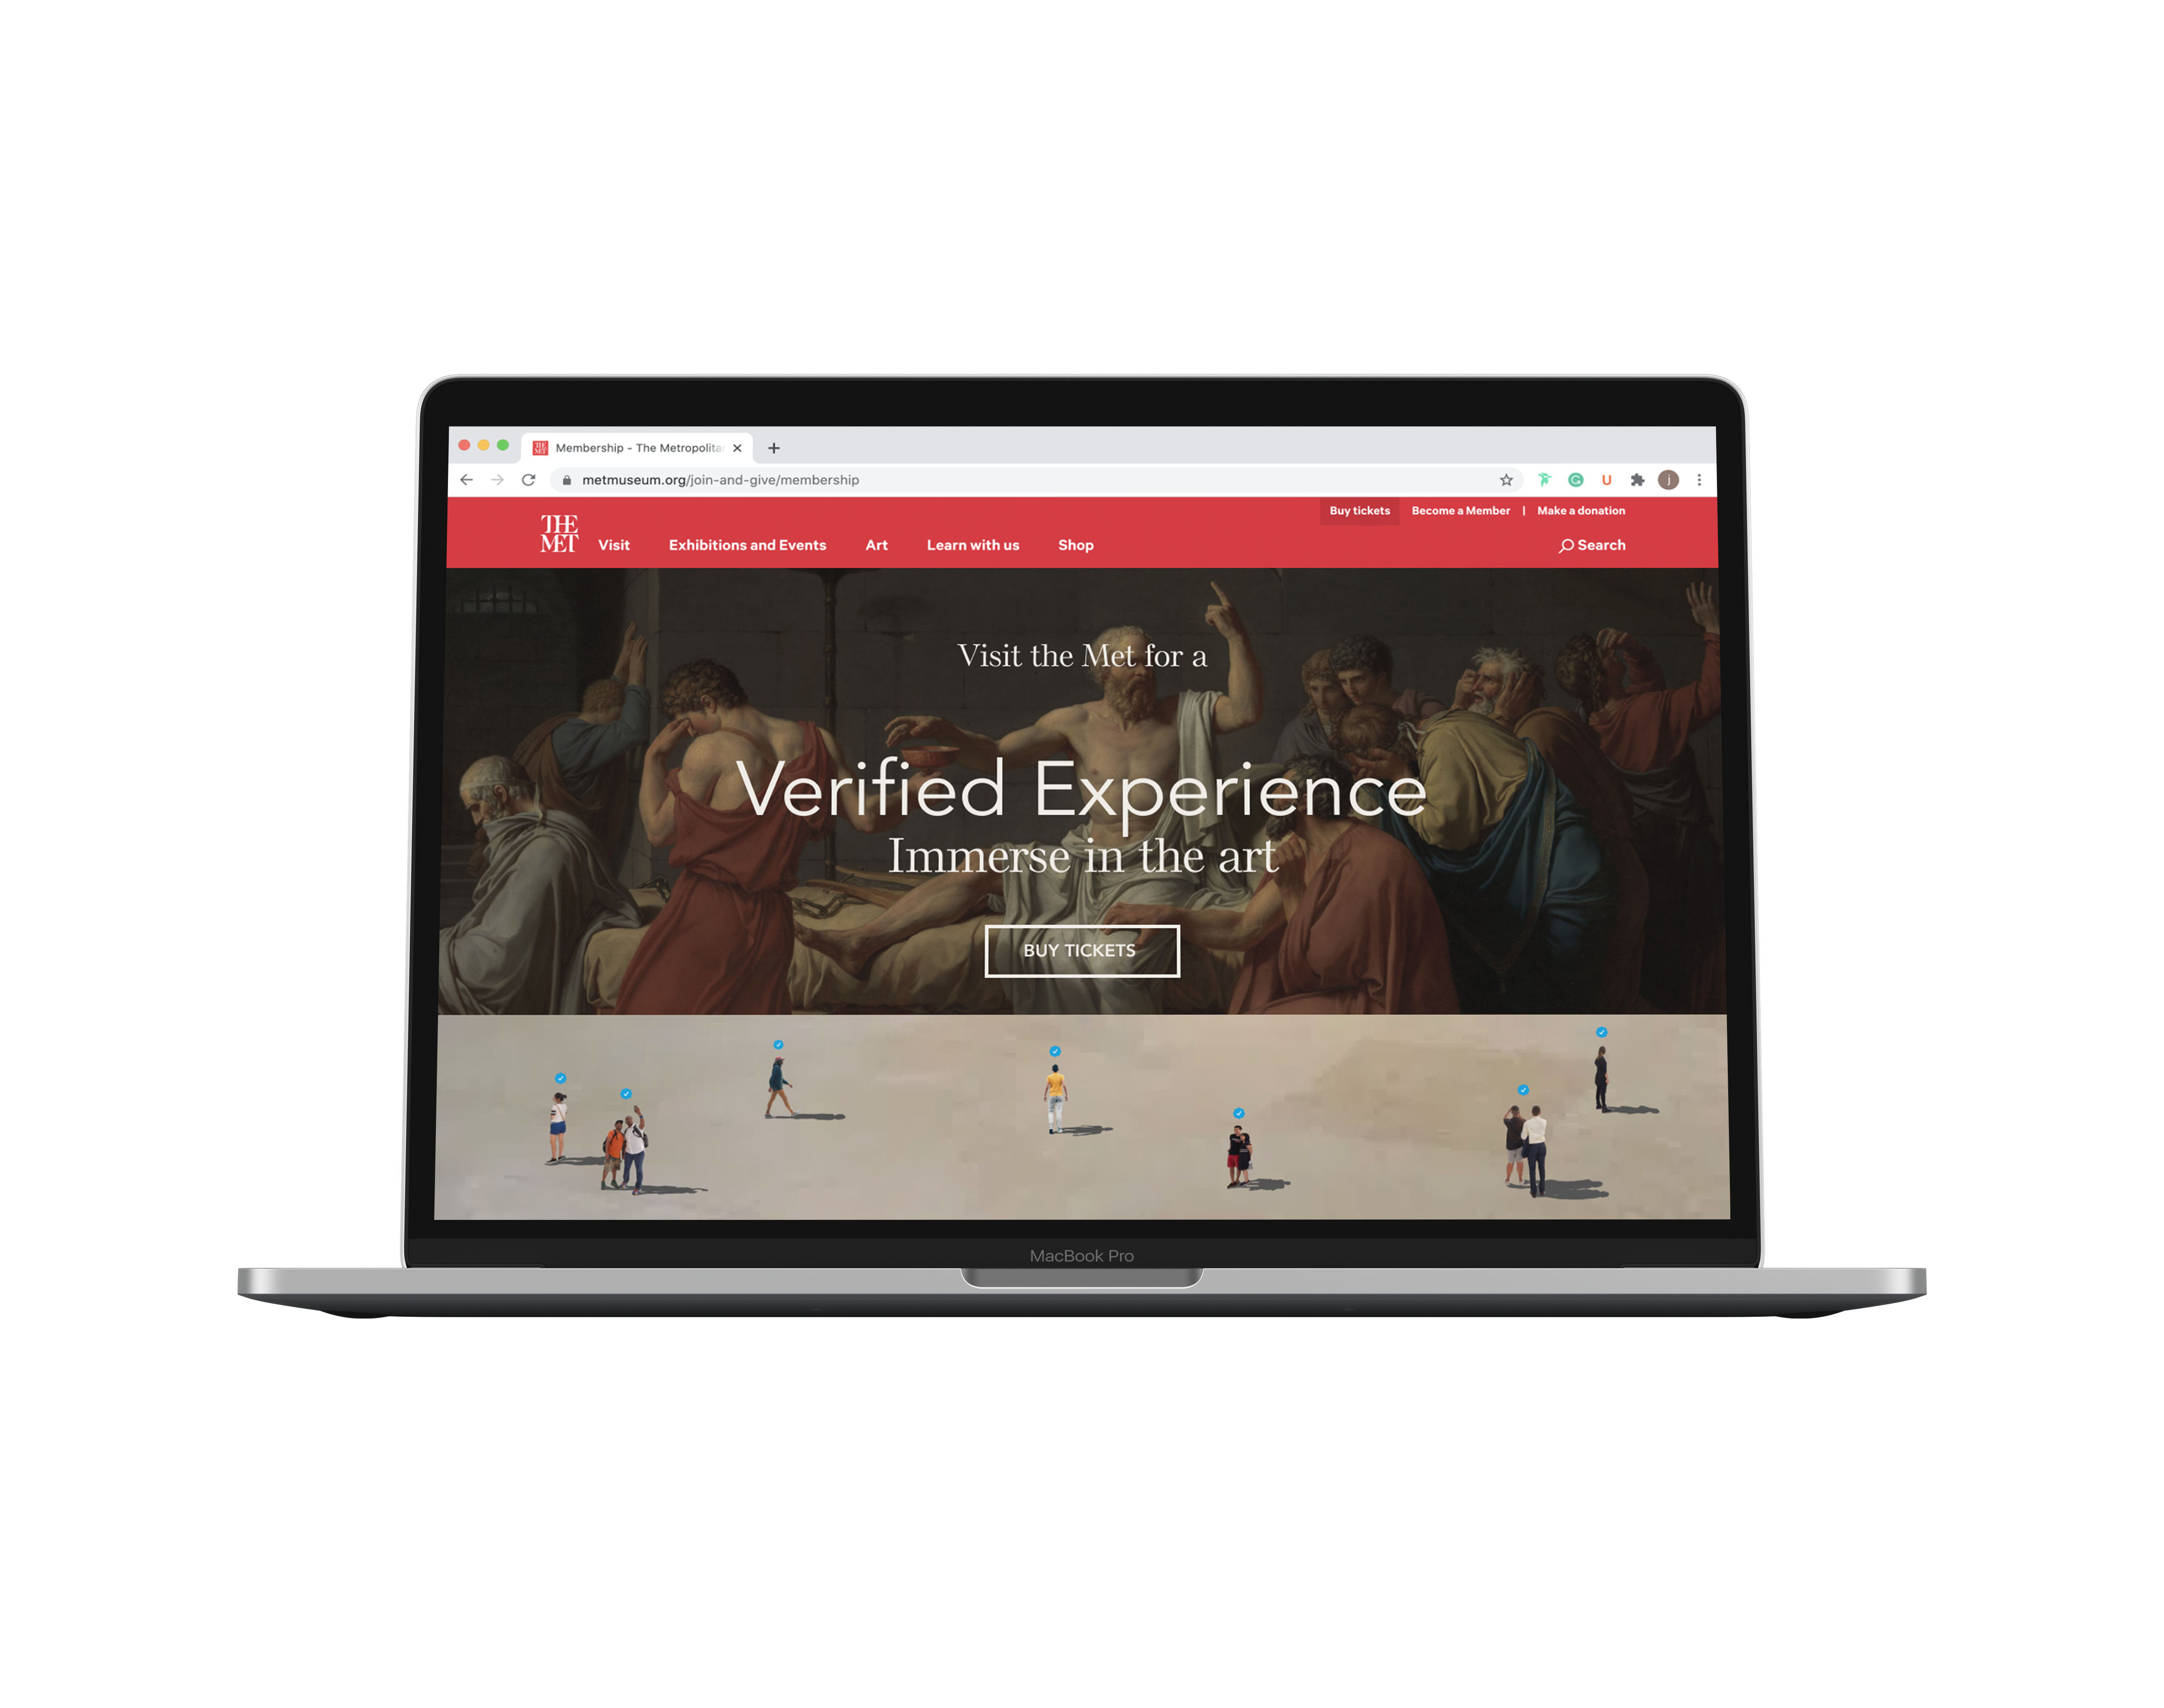 THE MET
Membership - The Metropolita
metmuseum.org/join-and-give/membership
G
U
j
Buy tickets
Become a Member | Make a donation
THE
MET
Visit
Exhibitions and Events
Art
Learn with us
Shop
Search
Visit the Met for a
Verified Experience
Immerse in the art
BUY TICKETS
MacBook Pro